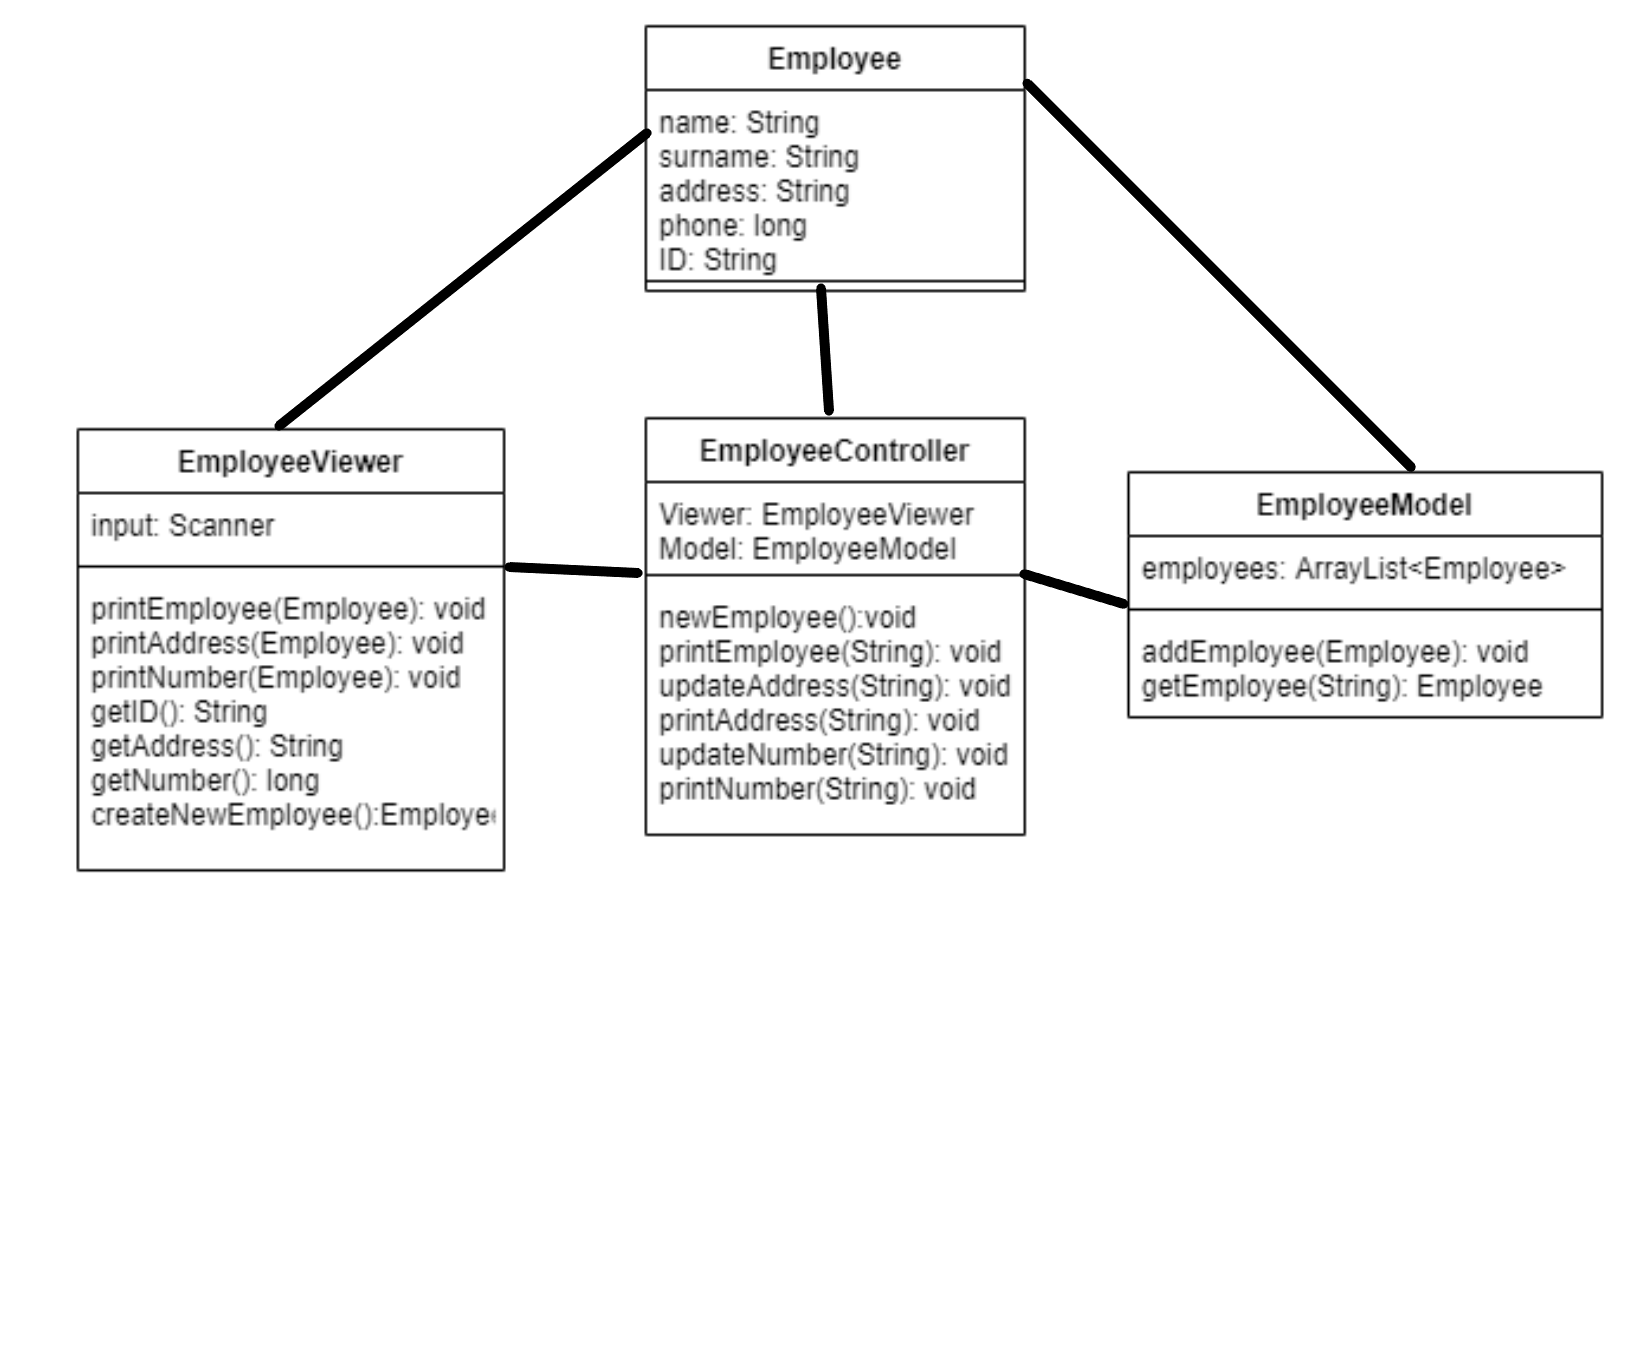 Employee
name: String
surname: String
address: String
phone: long
ID: String
EmployeeViewer
input: Scanner
printEmployee(Employee): void
printAddress(Employee): void
printNumber(Employee): void
getID(): String
getAddress(): String
getNumber(): long
createNewEmployee():Employee
EmployeeController
Viewer: EmployeeViewer
Model: EmployeeModel
newEmployee():void
printEmployee(String): void
updateAddress(String): void
printAddress(String): void
updateNumber(String): void
printNumber(String): void
EmployeeModel
employees: ArrayList<Employee>
addEmployee(Employee): void
getEmployee(String): Employee